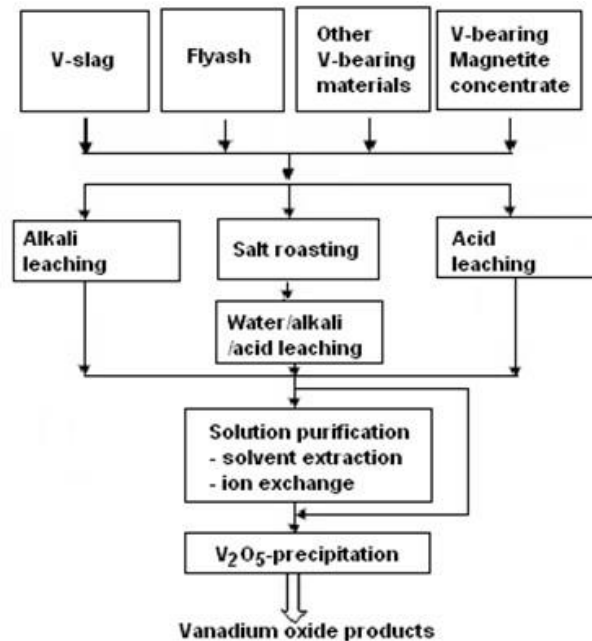 V-slag
Flyash
Other
V-bearing
materials
V-bearing
Magnetite
concentrate
Alkali
leaching
Salt roasting
Acid
leaching
Water/alkali
/acid leaching
Solution purification
- solvent extraction
- ion exchange
V₂O₅-precipitation
Vanadium oxide products